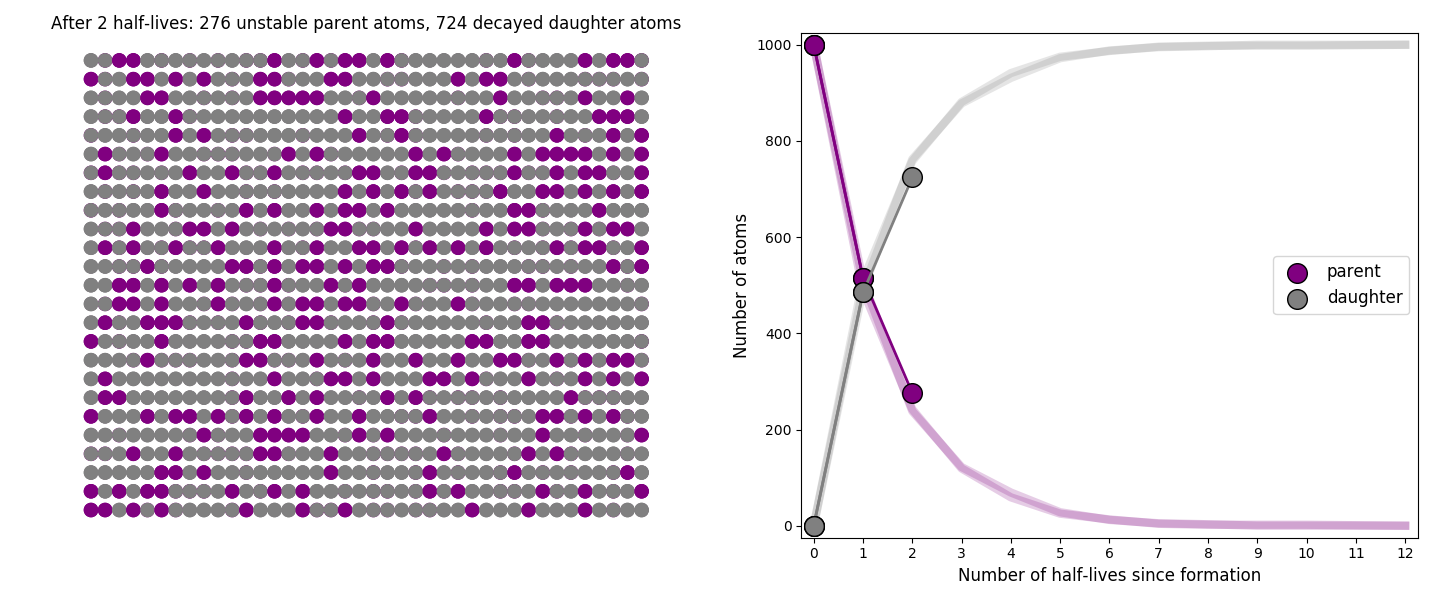 After 2 half-lives: 276 unstable parent atoms, 724 decayed daughter atoms
1000
800
600
400
200
0
Number of atoms
parent
daughter
0 1 2 3 4 5 6 7 8 9 10 11 12
Number of half-lives since formation